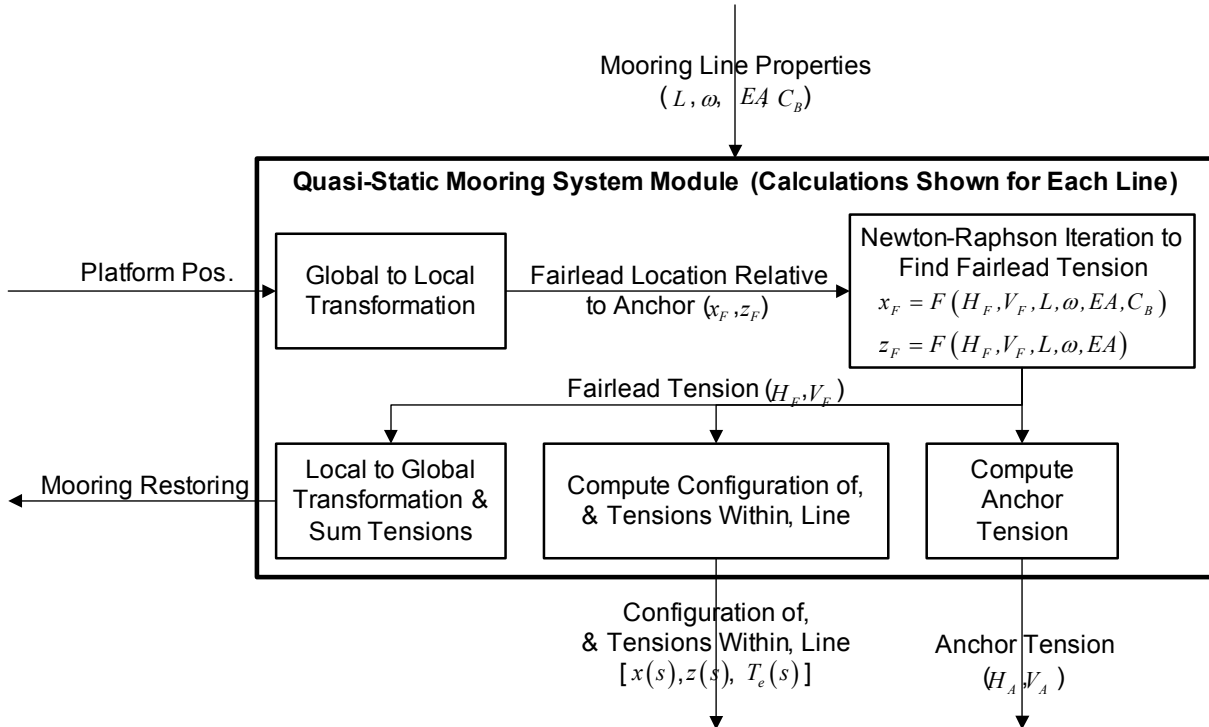 Mooring Line Properties
( L , ω, EA, C_B )
Quasi-Static Mooring System Module (Calculations Shown for Each Line)
Platform Pos.
Global to Local
Transformation
Fairlead Location Relative
to Anchor (x_F , z_F)
Newton-Raphson Iteration to
Find Fairlead Tension
x_F = F ( H_F , V_F , L, ω, EA, C_B )
z_F = F ( H_F , V_F , L, ω, EA )
Fairlead Tension (H_F , V_F)
Mooring Restoring
Local to Global
Transformation &
Sum Tensions
Compute Configuration of,
& Tensions Within, Line
Compute
Anchor
Tension
Configuration of,
& Tensions Within, Line
[ x(s), z(s), T_e(s) ]
Anchor Tension
(H_A , V_A )